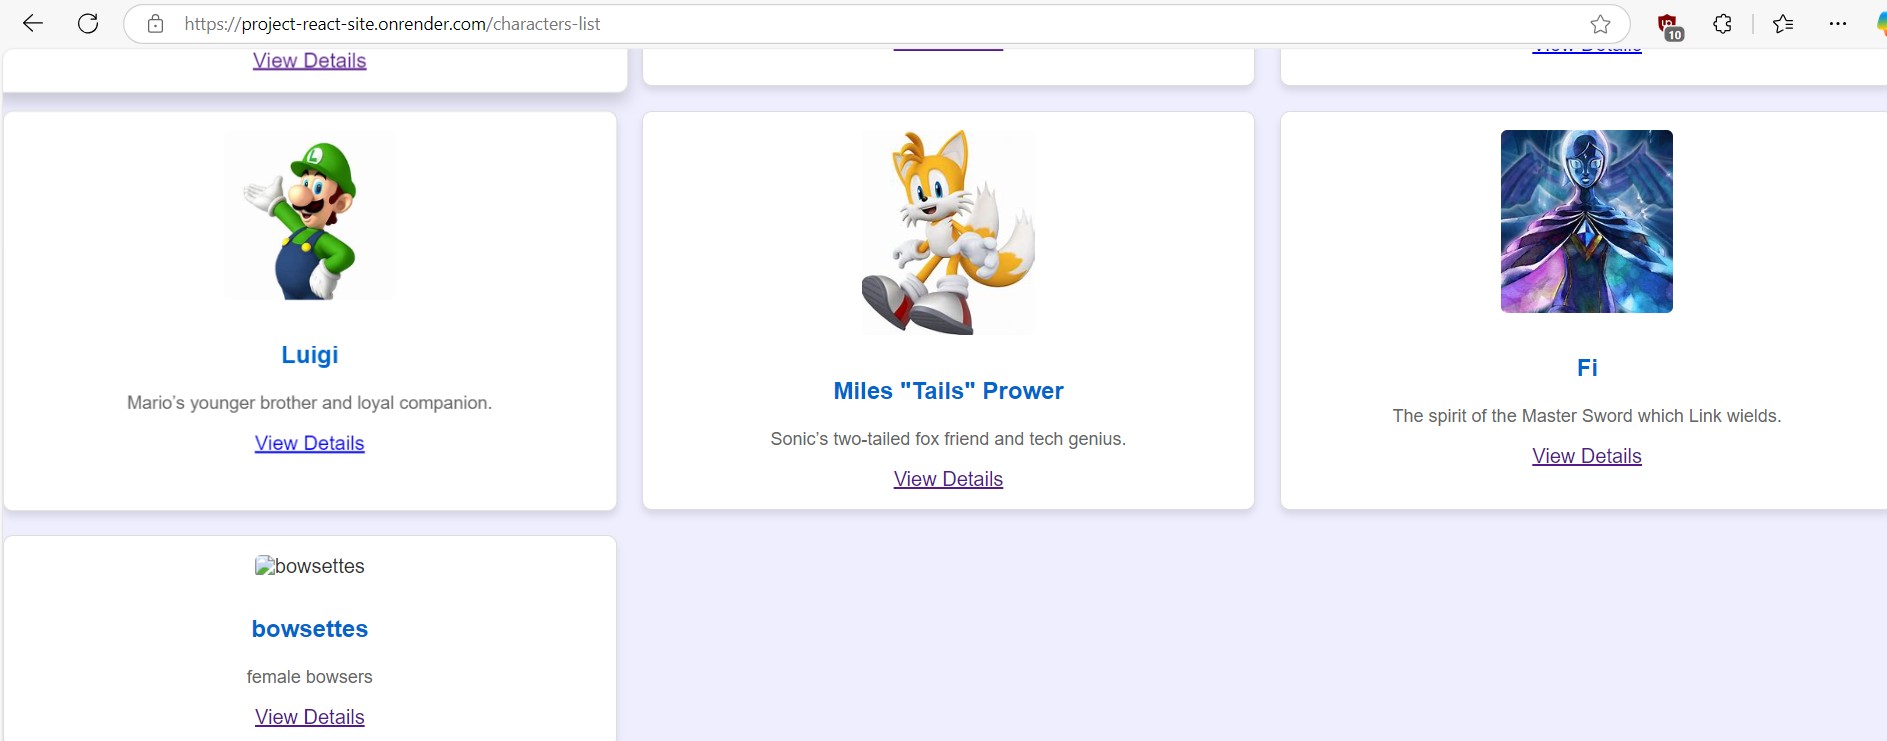 https://project-react-site.onrender.com/characters-list
10
View Details
View Details
L
Luigi
Mario’s younger brother and loyal companion.
View Details
Miles "Tails" Prower
Sonic’s two-tailed fox friend and tech genius.
View Details
Fi
The spirit of the Master Sword which Link wields.
View Details
bowsettes
bowsettes
female bowsers
View Details